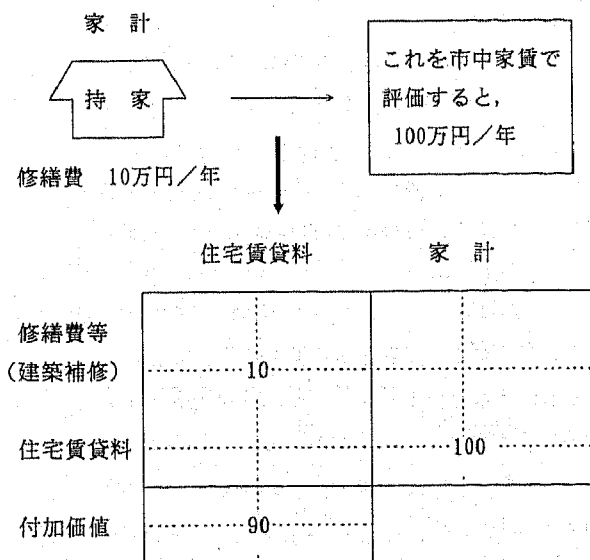 家 計
持 家
これを市中家賃で
評価すると,
100万円／年
修繕費 10万円／年
住宅賃貸料 家 計
修繕費等
(建築補修) 10
住宅賃貸料 100
付加価値 90